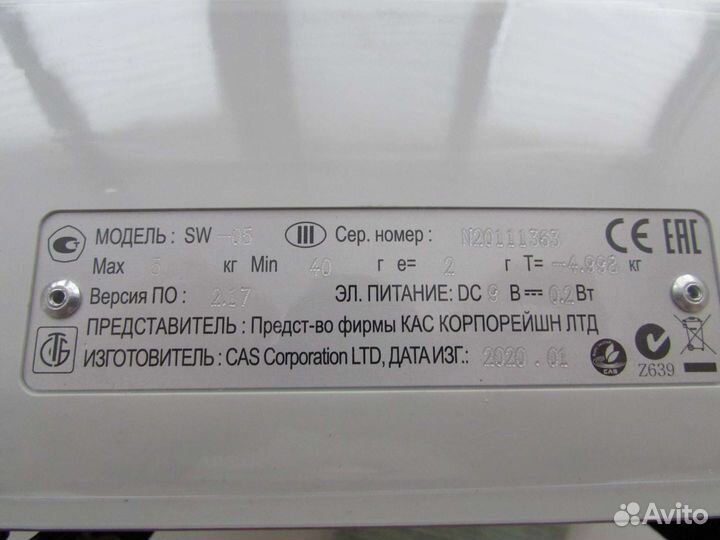 МОДЕЛЬ : SW -05 III Сер. номер : N20111363 CE EAC
Max 5 кг Min 40 г e= 2 г T= -4.998 кг
Версия ПО : 2.17 ЭЛ. ПИТАНИЕ: DC 9 В 0.2 Вт
ПРЕДСТАВИТЕЛЬ : Предст-во фирмы КАС КОРПОРЕЙШН ЛТД
ИЗГОТОВИТЕЛЬ : CAS Corporation LTD, ДАТА ИЗГ.: 2020 . 01
CAS
Z639
Avito